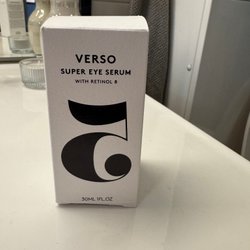 VERSO
SUPER EYE SERUM
WITH RETINOL 8
5
30ML 1FL.OZ